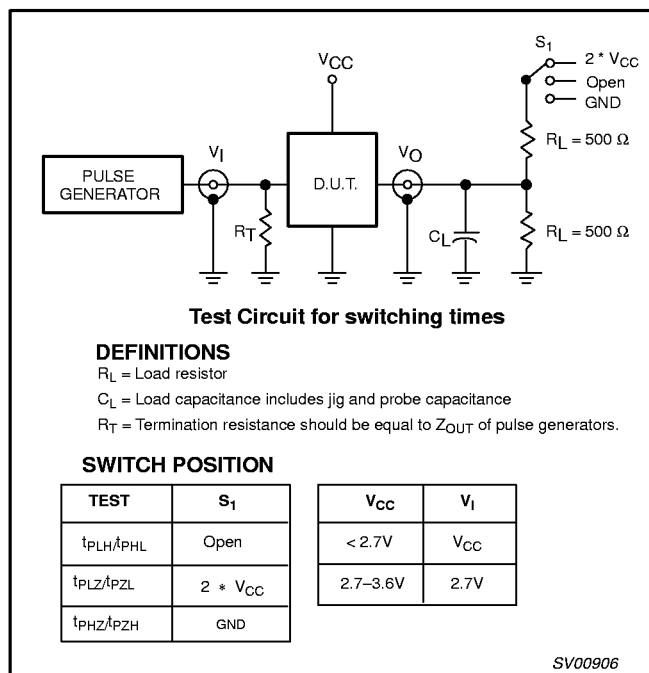 S1
2 * VCC
Open
GND
VCC
RL = 500 Ω
VI
VO
PULSE
GENERATOR
D.U.T.
RT
CL
RL = 500 Ω
Test Circuit for switching times
DEFINITIONS
RL = Load resistor
CL = Load capacitance includes jig and probe capacitance
RT = Termination resistance should be equal to ZOUT of pulse generators.
SWITCH POSITION
TEST S1
tPLH/tPHL Open
tPLZ/tPZL 2 * VCC
tPHZ/tPZH GND
VCC VI
< 2.7V VCC
2.7–3.6V 2.7V
SV00906